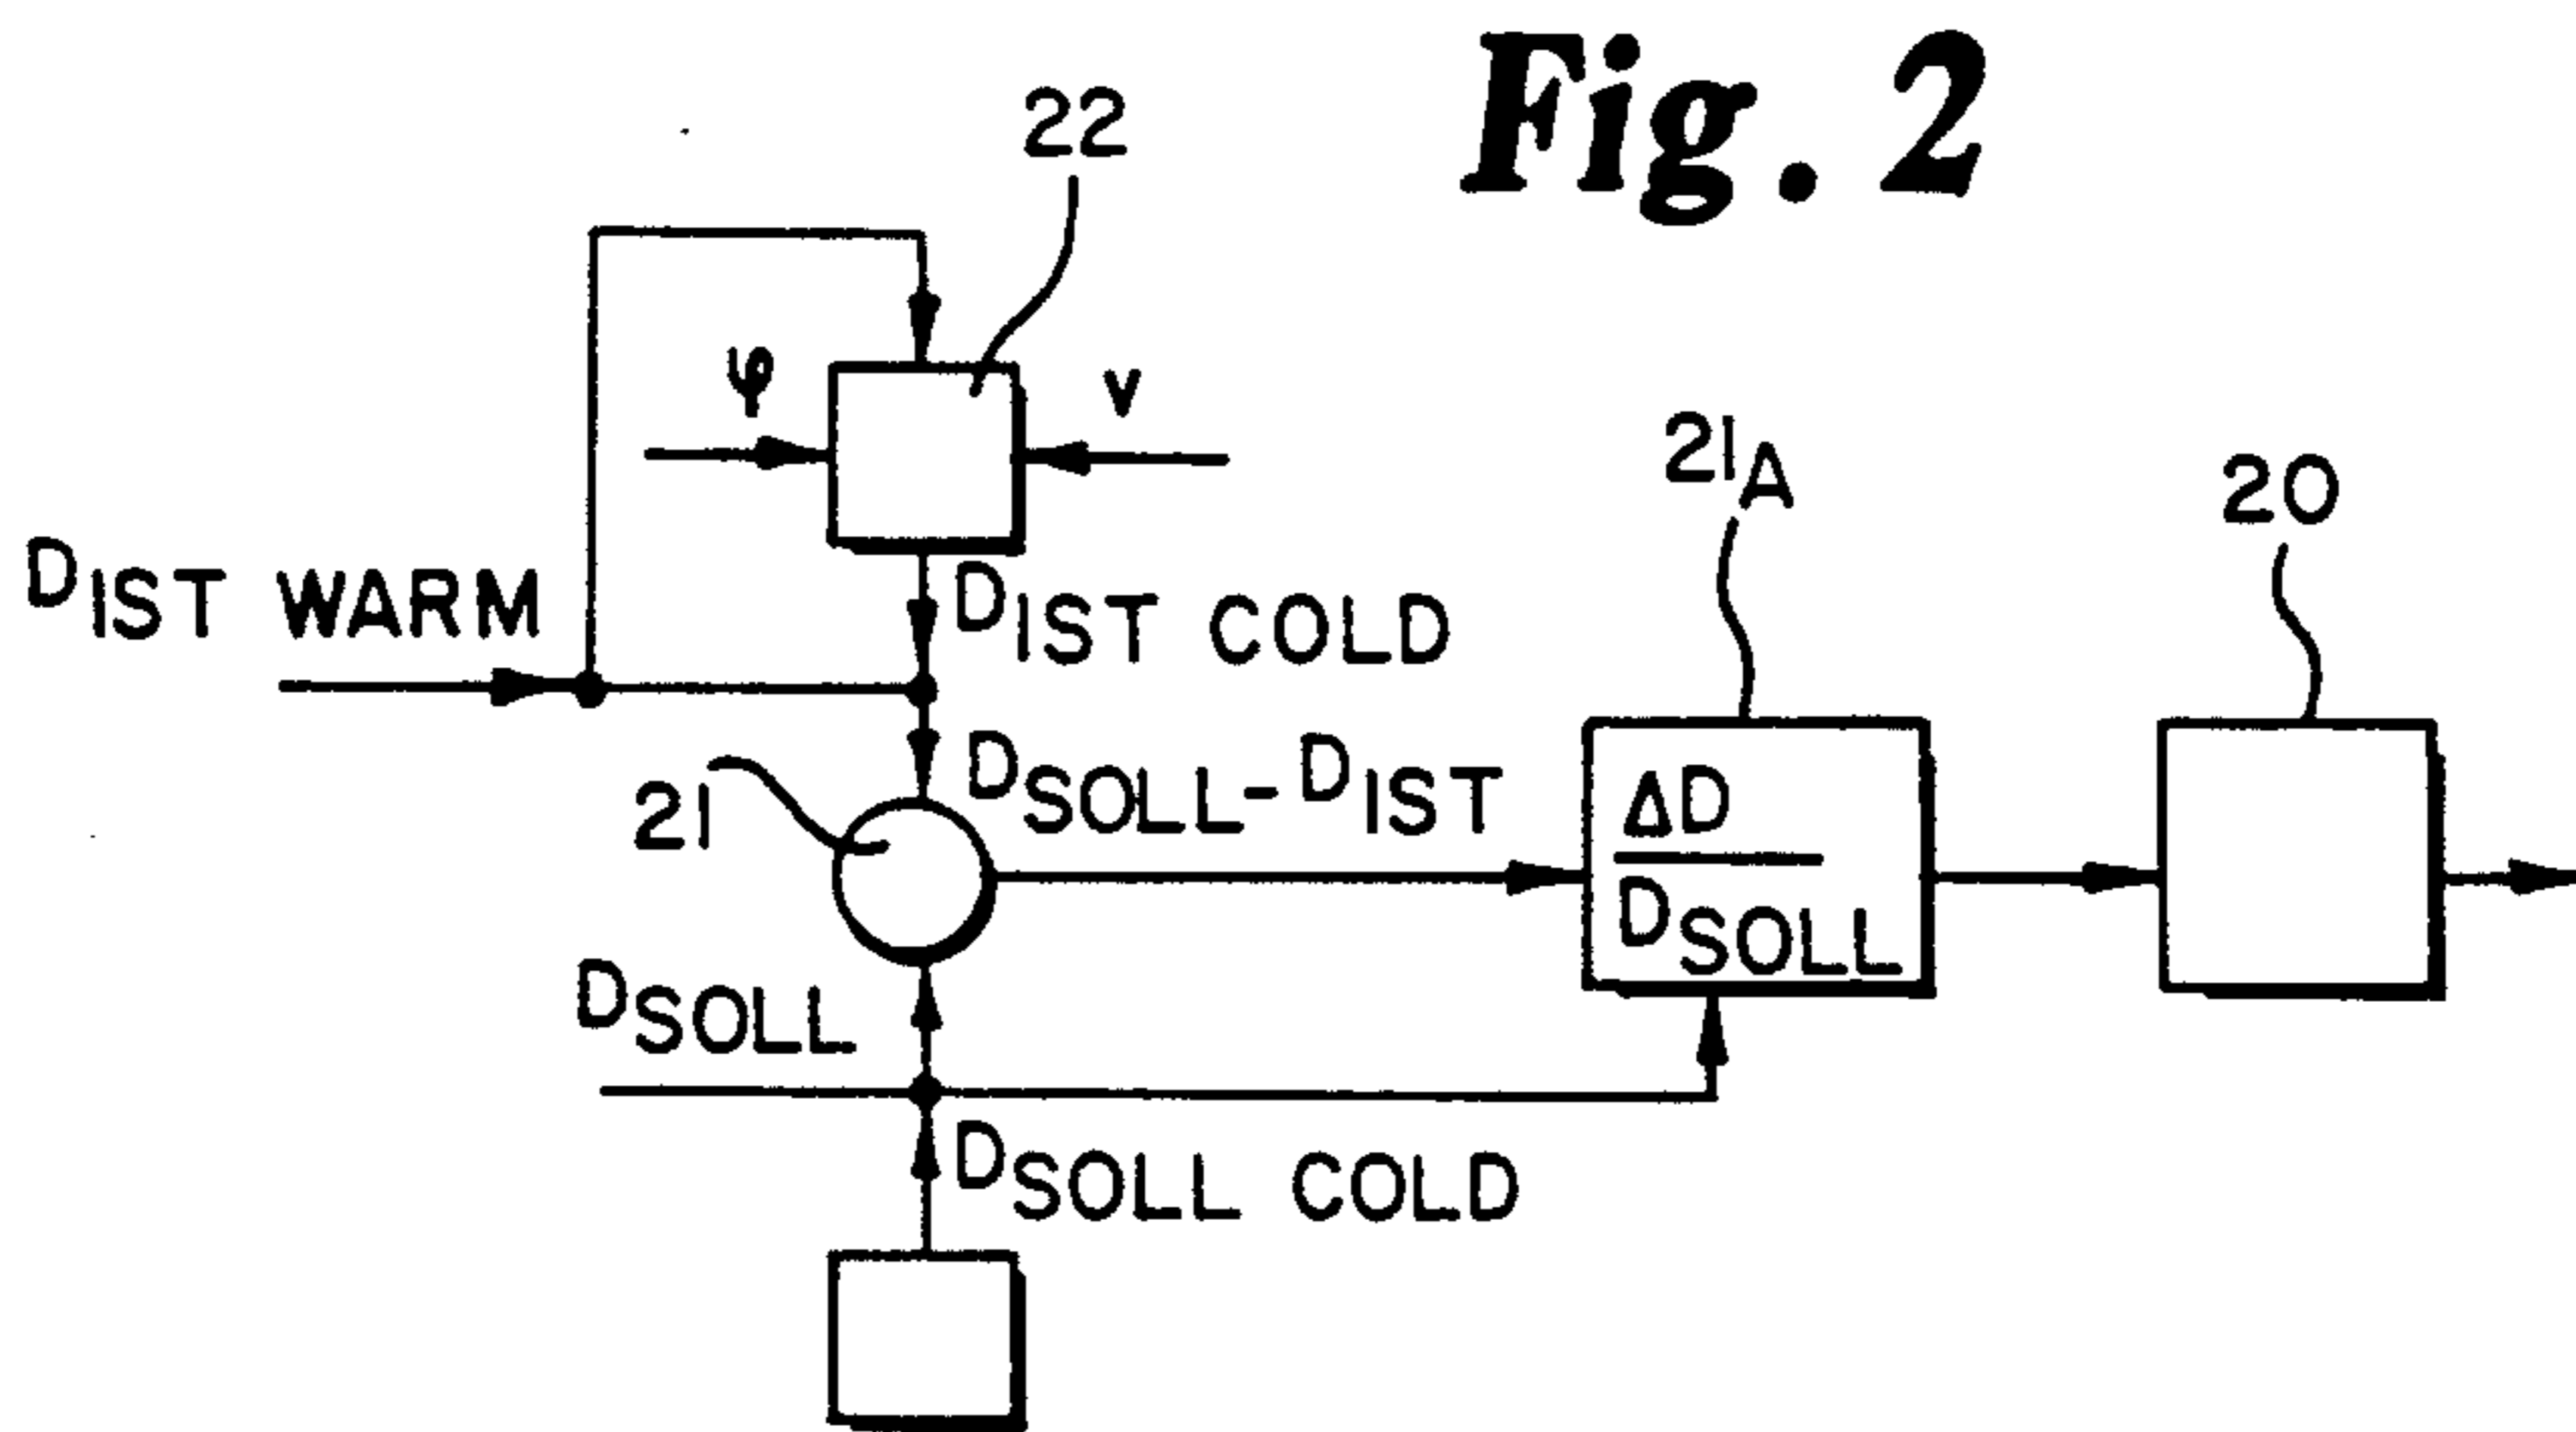 Fig. 2
22
φ
v
21A
20
DIST WARM
DIST COLD
DSOLL-DIST
21
ΔD
DSOLL
DSOLL
DSOLL COLD